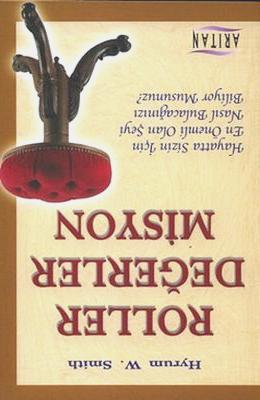 Hyrum W. Smith
ROLLER
DEĞERLER
MİSYON
Hayatta Sizin İçin
En Önemli Olan Şeyi
Nasıl Bulacağınızı
Biliyor Musunuz?
ARITAN